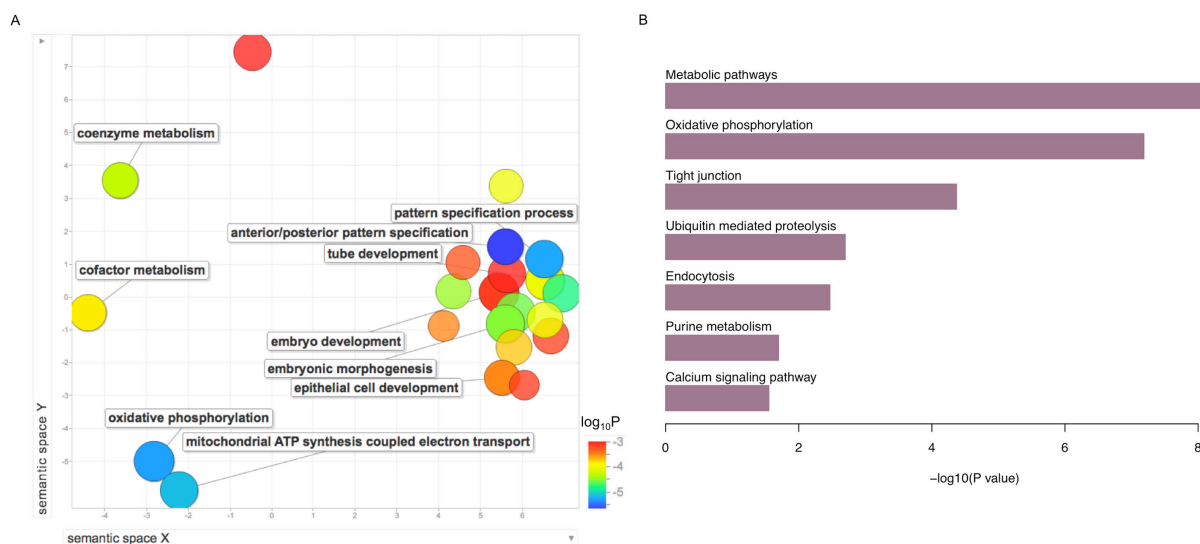 A
B
7
6
5
4
3
2
1
0
-1
-2
-3
-4
-5
-4
-3
-2
-1
0
1
2
3
4
5
6
semantic space Y
semantic space X
coenzyme metabolism
cofactor metabolism
pattern specification process
anterior/posterior pattern specification
tube development
embryo development
embryonic morphogenesis
epithelial cell development
oxidative phosphorylation
mitochondrial ATP synthesis coupled electron transport
log10P
-3
-4
-5
Metabolic pathways
Oxidative phosphorylation
Tight junction
Ubiquitin mediated proteolysis
Endocytosis
Purine metabolism
Calcium signaling pathway
0 2 4 6 8
−log10(P value)